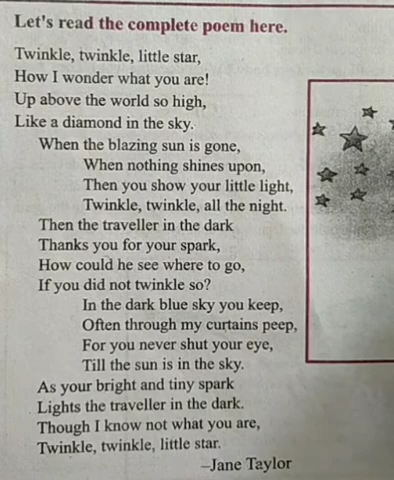 Let's read the complete poem here.
Twinkle, twinkle, little star,
How I wonder what you are!
Up above the world so high,
Like a diamond in the sky.
When the blazing sun is gone,
When nothing shines upon,
Then you show your little light,
Twinkle, twinkle, all the night.
Then the traveller in the dark
Thanks you for your spark,
How could he see where to go,
If you did not twinkle so?
In the dark blue sky you keep,
Often through my curtains peep,
For you never shut your eye,
Till the sun is in the sky.
As your bright and tiny spark
Lights the traveller in the dark.
Though I know not what you are,
Twinkle, twinkle, little star.
–Jane Taylor